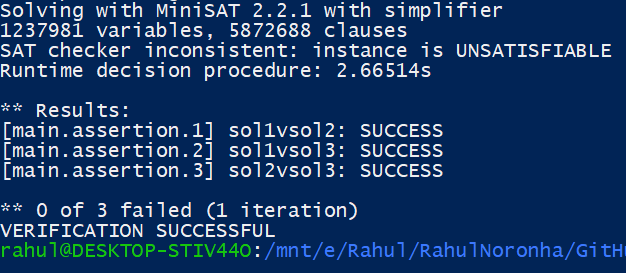 Solving with MiniSAT 2.2.1 with simplifier
1237981 variables, 5872688 clauses
SAT checker inconsistent: instance is UNSATISFIABLE
Runtime decision procedure: 2.66514s
** Results:
[main.assertion.1] sol1vsol2: SUCCESS
[main.assertion.2] sol1vsol3: SUCCESS
[main.assertion.3] sol2vsol3: SUCCESS
** 0 of 3 failed (1 iteration)
VERIFICATION SUCCESSFUL
rahul@DESKTOP-STIV44O:/mnt/e/Rahul/RahulNoronha/GitHu